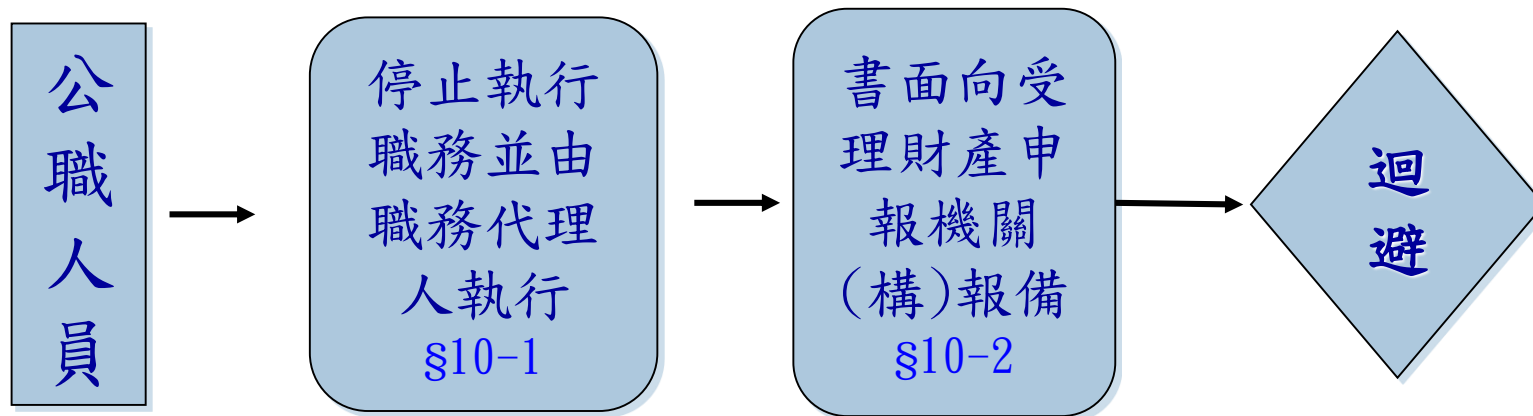 公職人員
停止執行
職務並由
職務代理
人執行
§10-1
書面向受
理財產申
報機關
(構)報備
§10-2
迴避